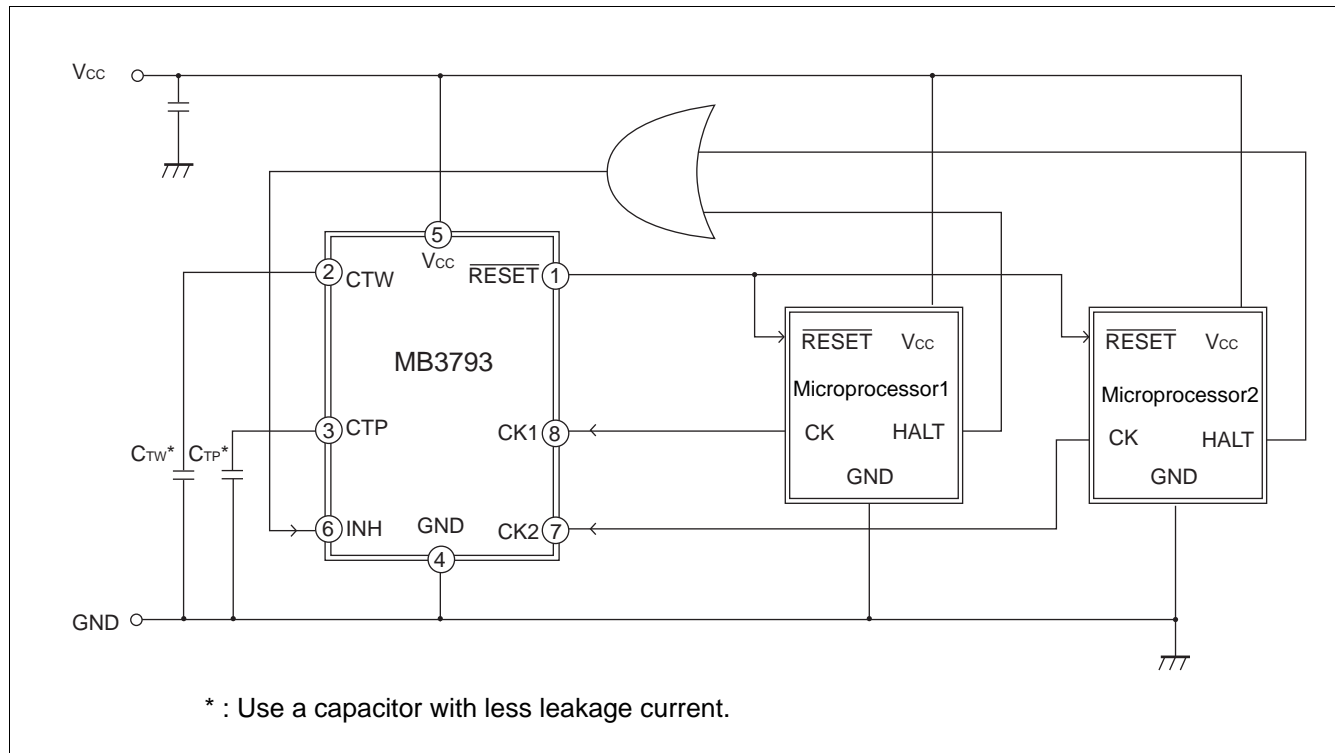 Vcc
5
Vcc
2 CTW
RESET 1
MB3793
RESET Vcc
Microprocessor1
CK HALT
GND
RESET Vcc
Microprocessor2
CK HALT
GND
3 CTP
CK1 8
CTW* CTP*
6 INH
GND
CK2 7
4
GND
* : Use a capacitor with less leakage current.